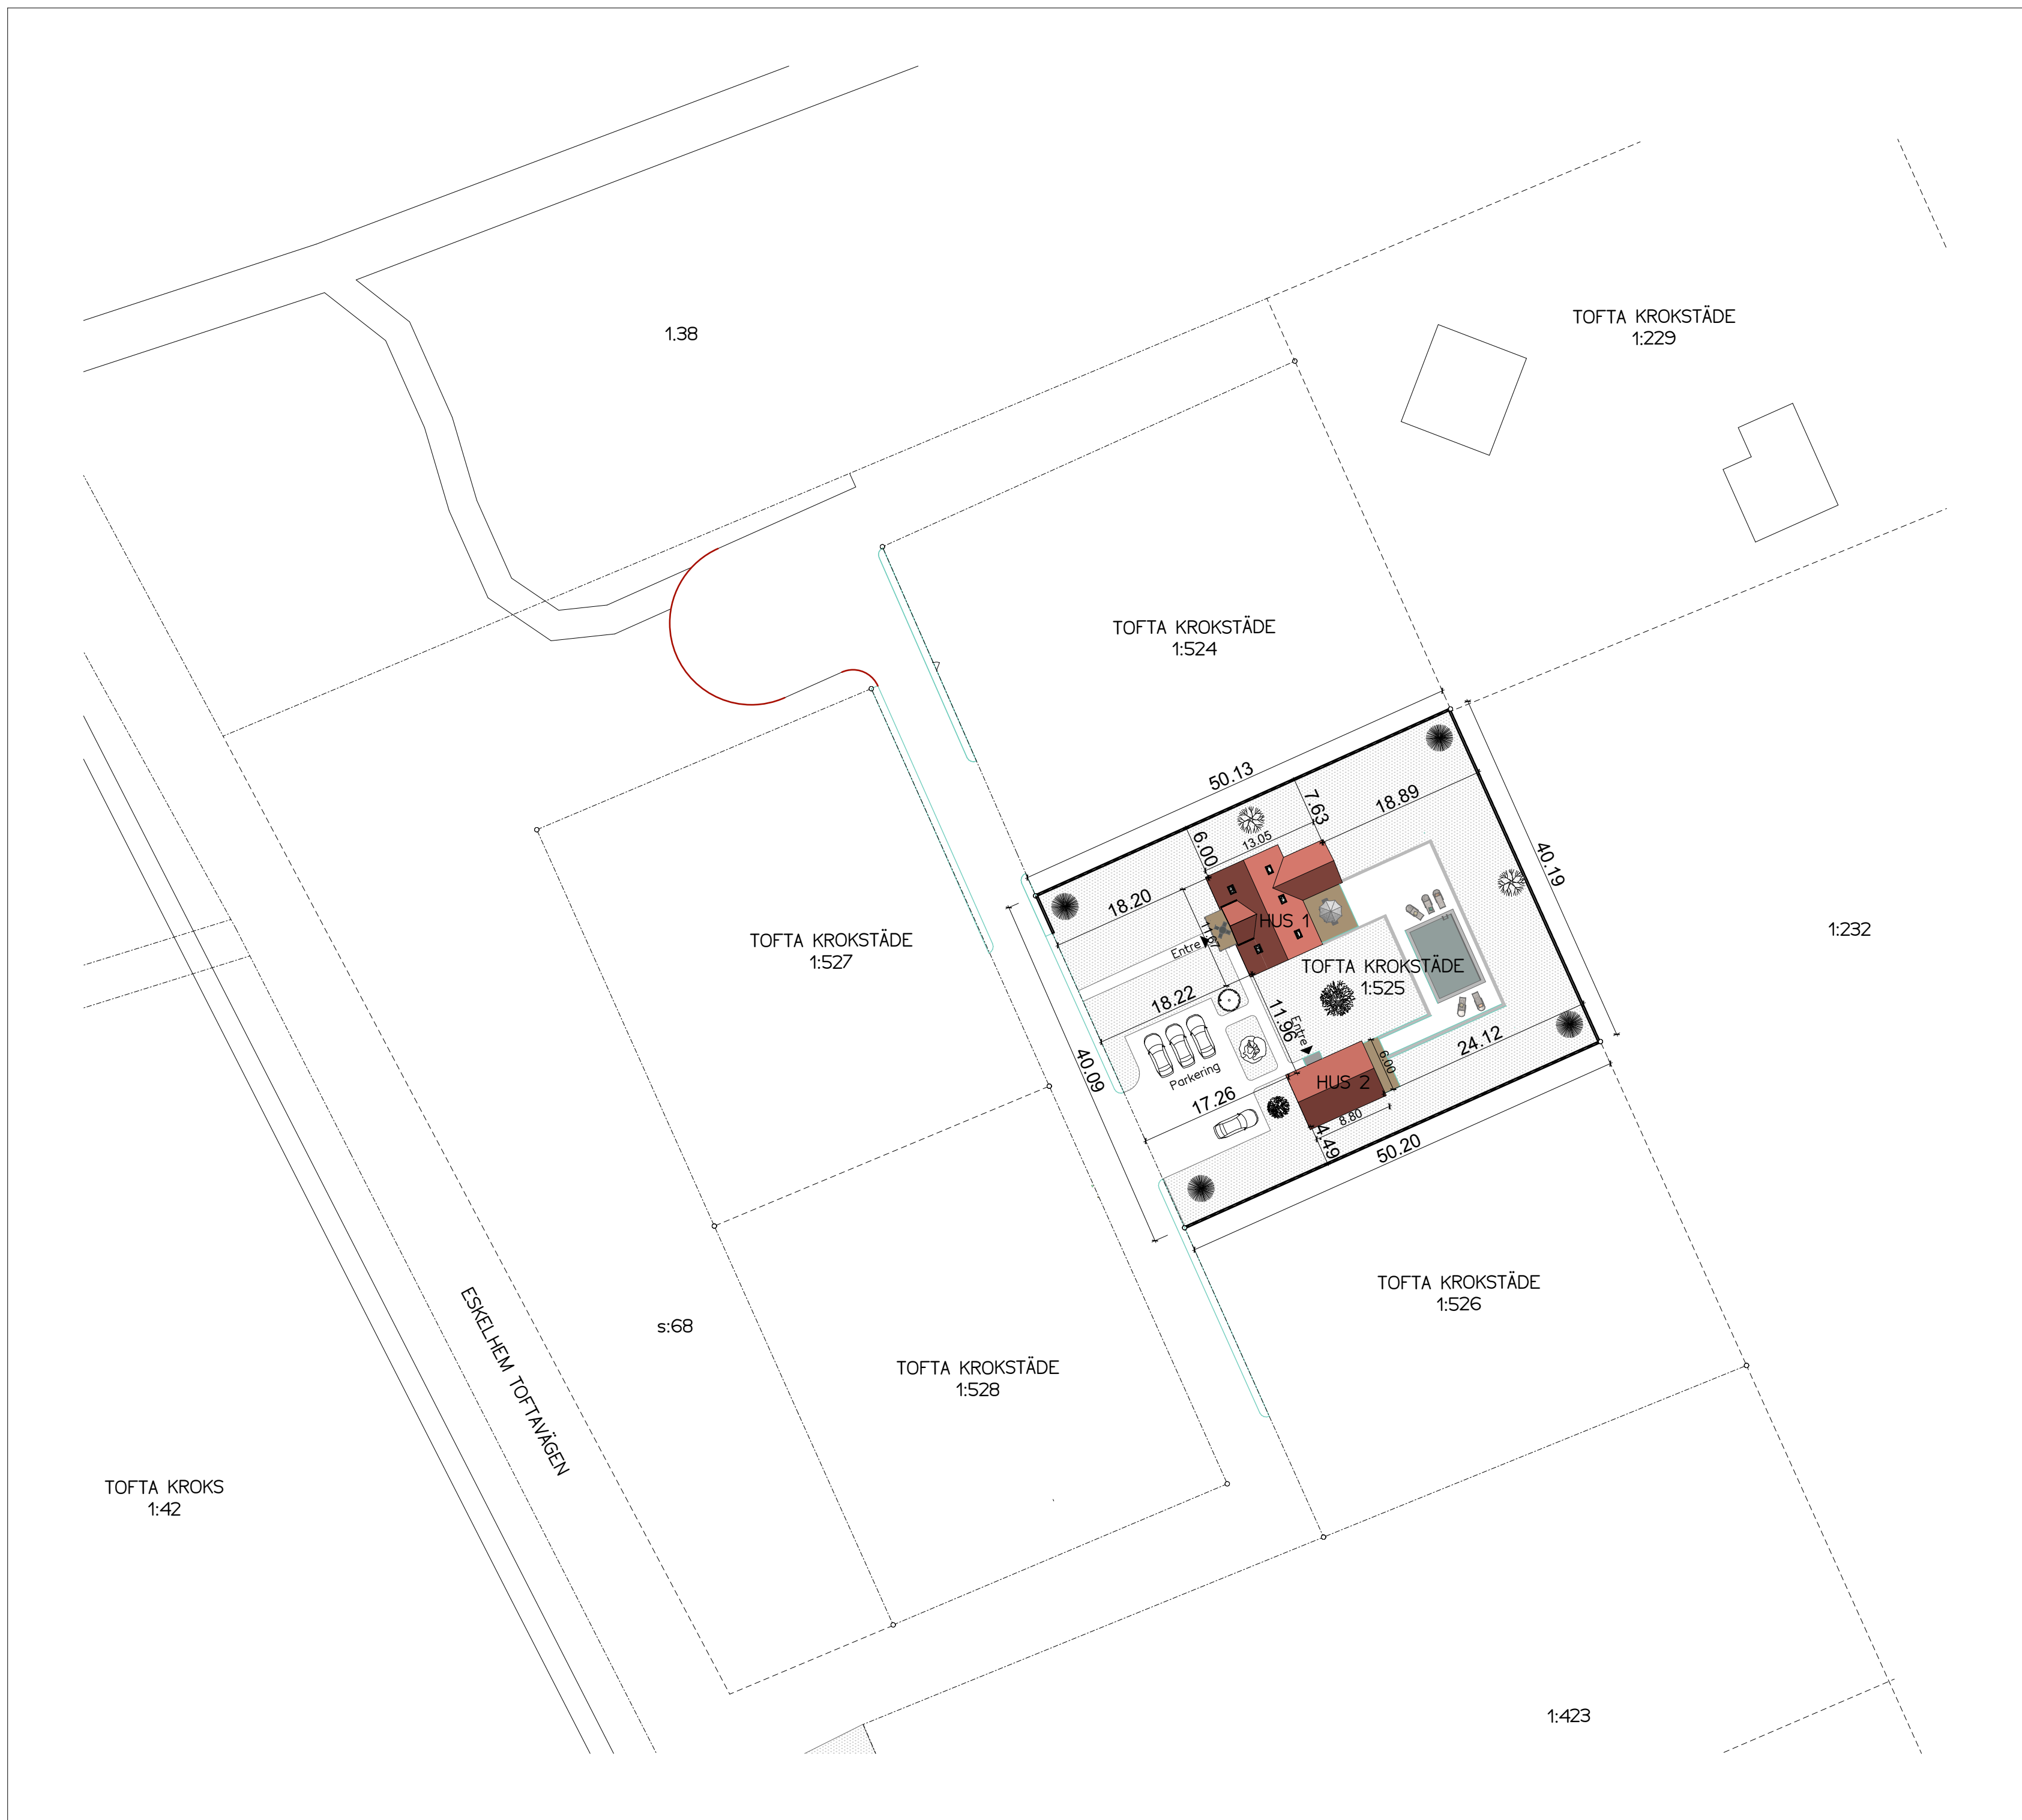 TOFTA KROKSTÄDE
1:229
1.38
TOFTA KROKSTÄDE
1:524
50.13
7.63
18.89
6.00
13.05
40.19
18.20
HUS 1
Entre
TOFTA KROKSTÄDE
1:527
1:232
TOFTA KROKSTÄDE
1:525
18.22
11.96
Entre
24.12
40.09
Parkering
6.00
HUS 2
17.26
8.80
4.49
50.20
TOFTA KROKSTÄDE
1:526
s:68
ESKELHEM TOFTAVÄGEN
TOFTA KROKSTÄDE
1:528
TOFTA KROKS
1:42
1:423